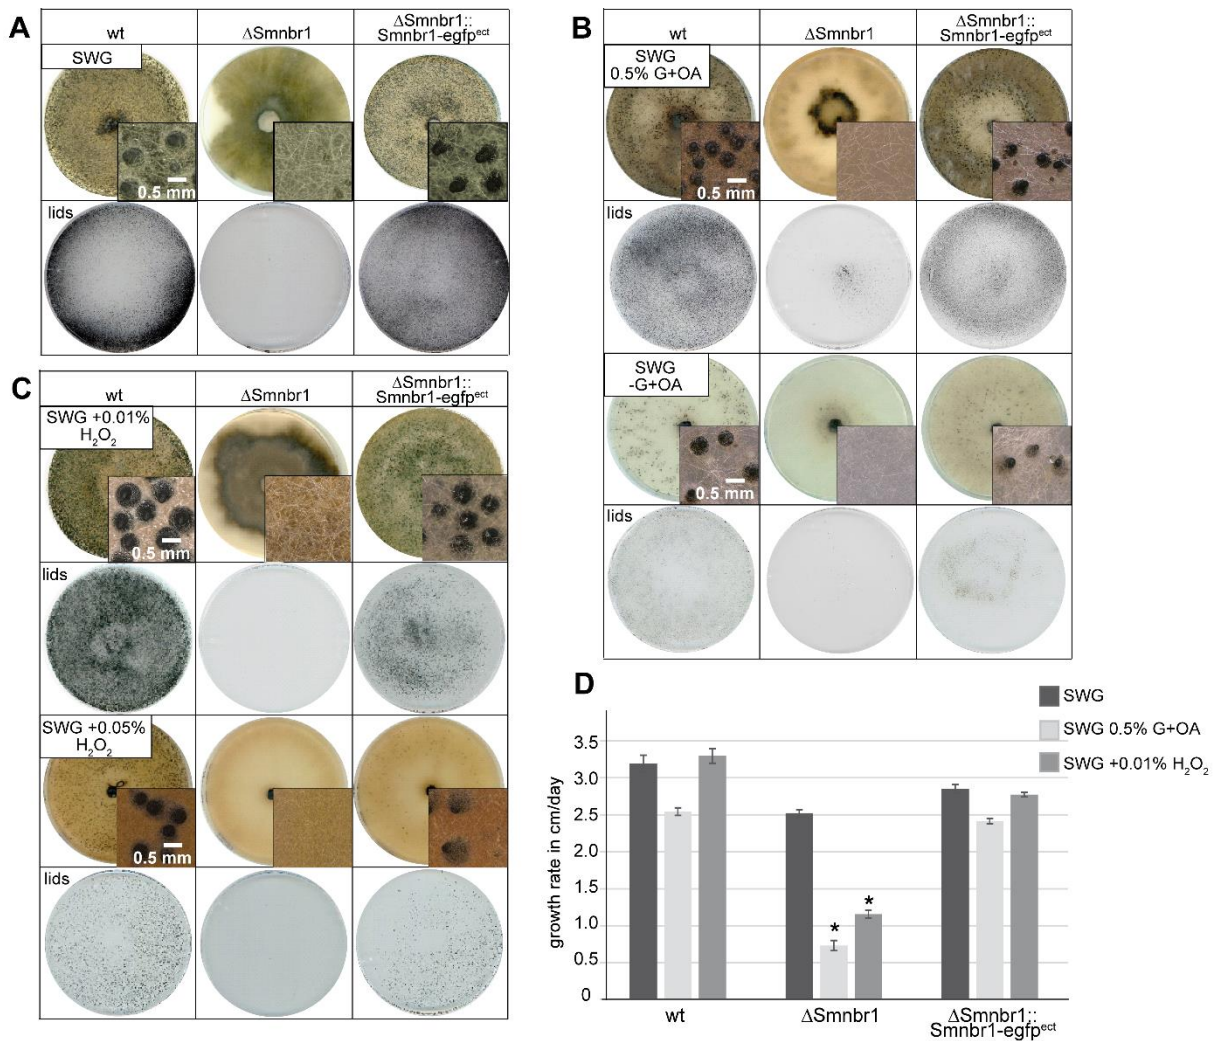 A
wt
ΔSmnbr1
ΔSmnbr1::
Smnbr1-egfpᵉᶜᵗ
SWG
0.5 mm
lids
B
wt
ΔSmnbr1
ΔSmnbr1::
Smnbr1-egfpᵉᶜᵗ
SWG
0.5% G+OA
0.5 mm
lids
SWG
-G+OA
0.5 mm
lids
C
wt
ΔSmnbr1
ΔSmnbr1::
Smnbr1-egfpᵉᶜᵗ
SWG +0.01%
H₂O₂
0.5 mm
lids
SWG +0.05%
H₂O₂
0.5 mm
lids
D
SWG
SWG 0.5% G+OA
SWG +0.01% H₂O₂
growth rate in cm/day
3.5
3.0
2.5
2.0
1.5
1.0
0.5
0
*
*
wt
ΔSmnbr1
ΔSmnbr1::
Smnbr1-egfpᵉᶜᵗ